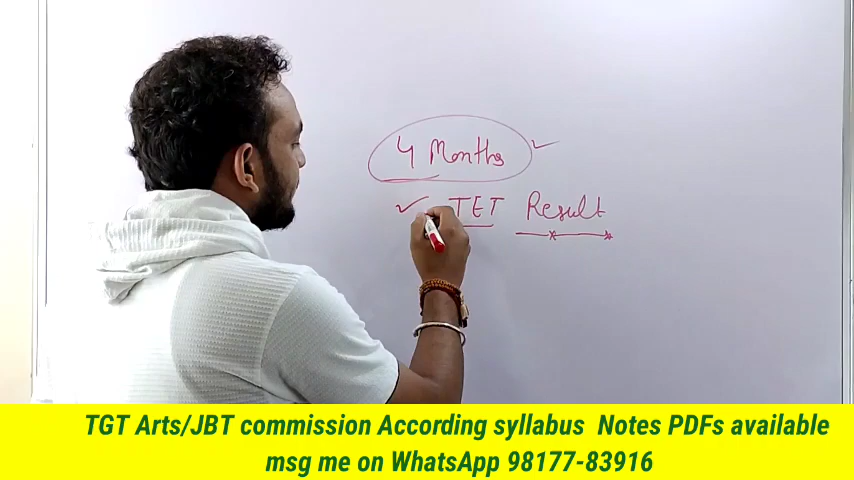 4 Months
TET Result
TGT Arts/JBT commission According syllabus Notes PDFs available
msg me on WhatsApp 98177-83916